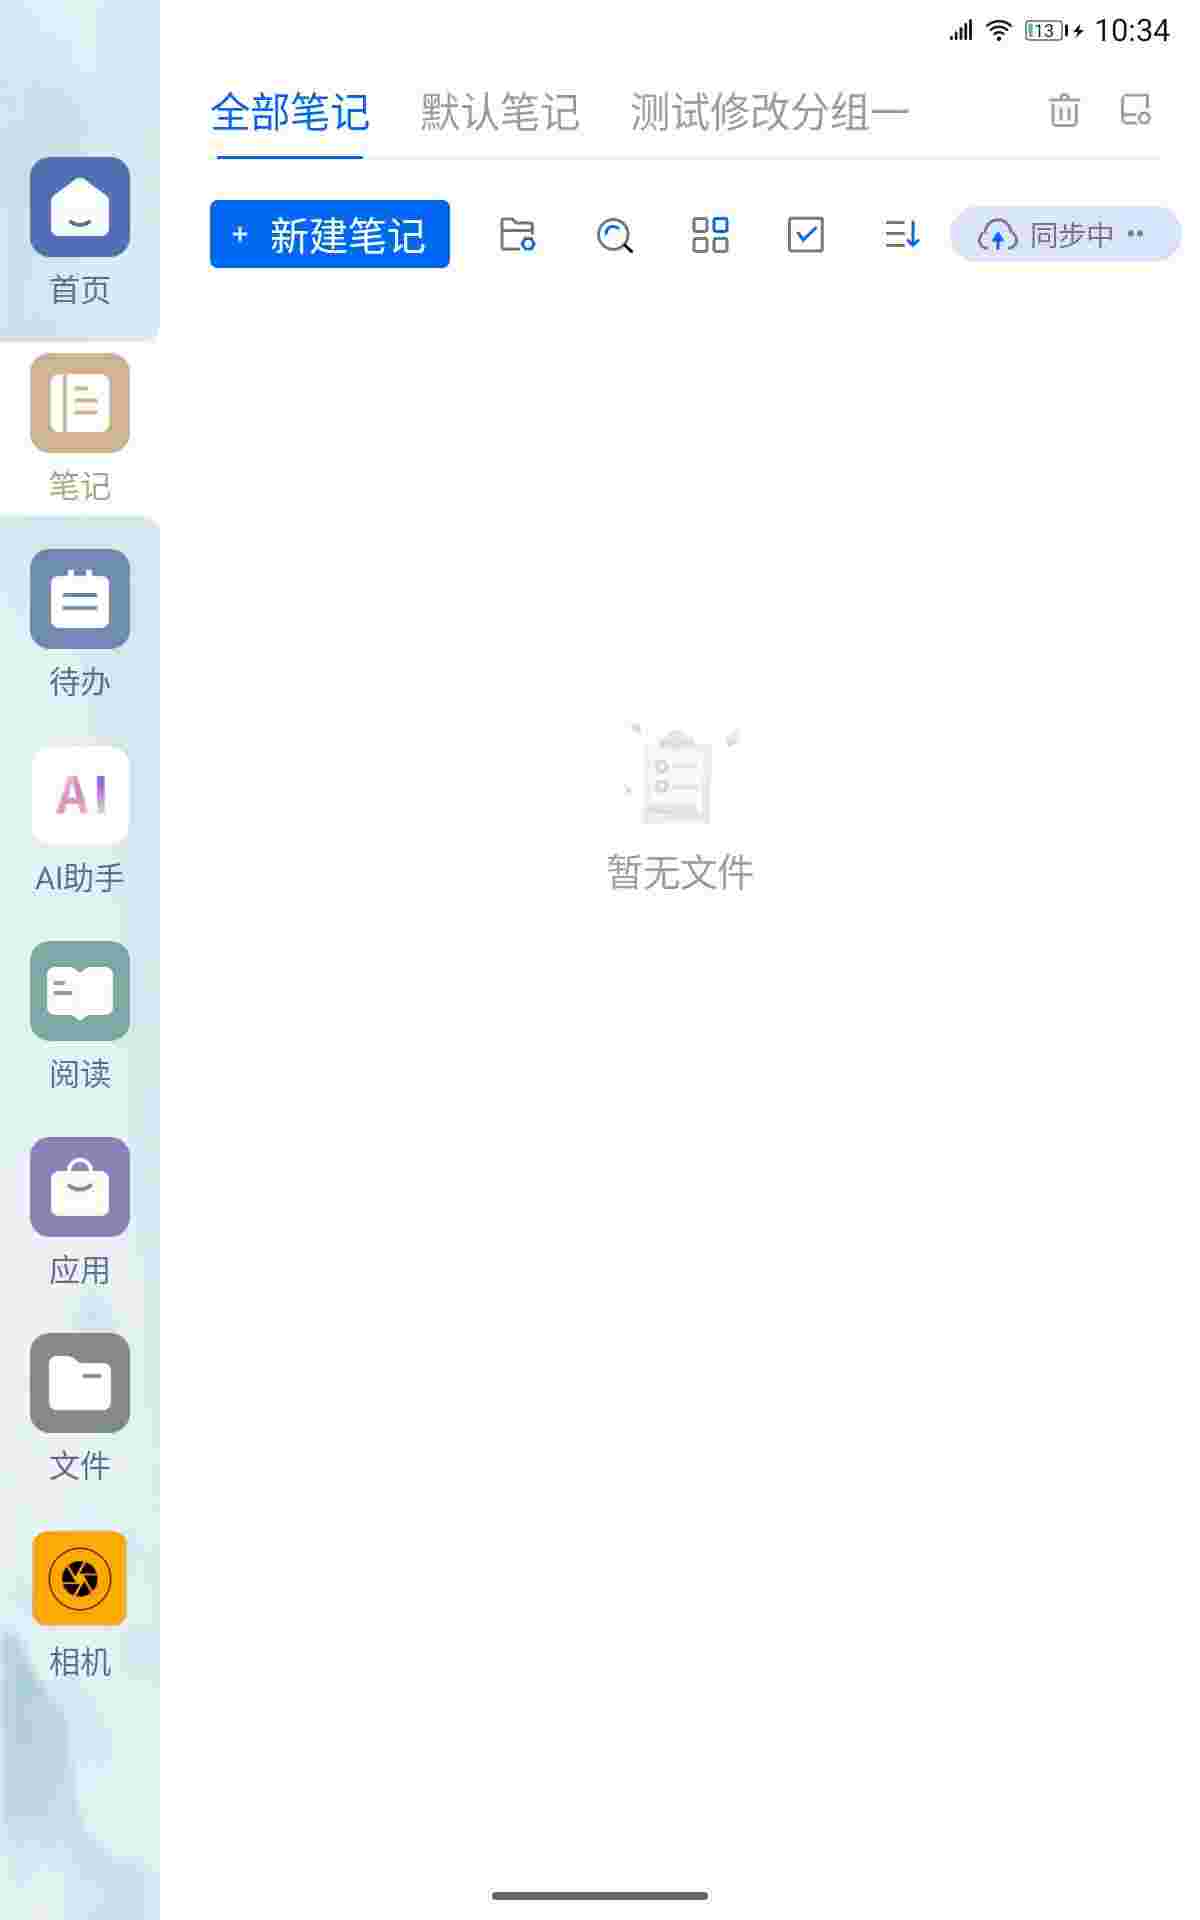 13 10:34
全部笔记 默认笔记 测试修改分组一
+ 新建笔记 同步中 ··
首页
笔记
待办
AI
AI助手
阅读
应用
文件
相机
暂无文件